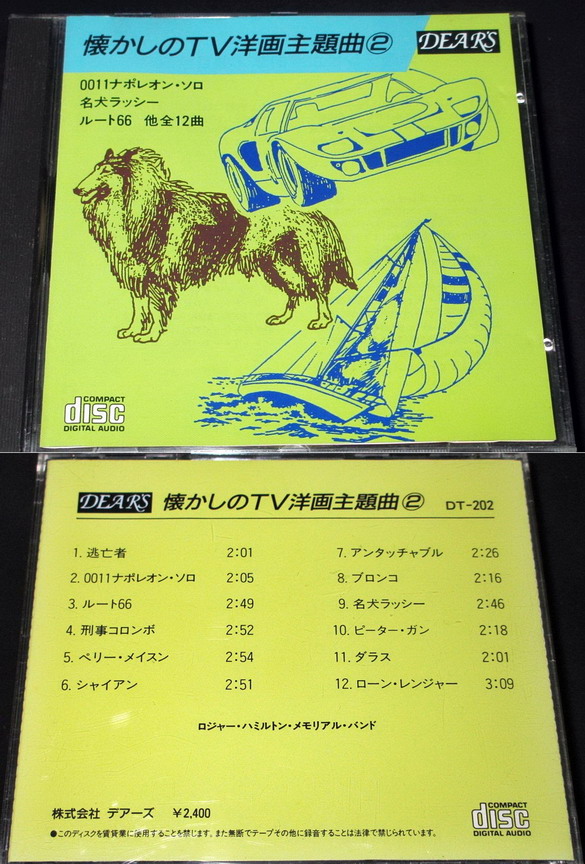 懐かしのTV洋画主題曲②
DEAR'S
0011ナポレオン・ソロ
名犬ラッシー
ルート66 他全12曲
COMPACT
disc
DIGITAL AUDIO
DEAR'S 懐かしのTV洋画主題曲② DT-202
1. 逃亡者 2:01
2. 0011ナポレオン・ソロ 2:05
3. ルート66 2:49
4. 刑事コロンボ 2:52
5. ペリー・メイスン 2:54
6. シャイアン 2:51
7. アンタッチャブル 2:26
8. ブロンコ 2:16
9. 名犬ラッシー 2:46
10. ピーター・ガン 2:18
11. ダラス 2:01
12. ローン・レンジャー 3:09
ロジャー・ハミルトン・メモリアル・バンド
株式会社 デアーズ ¥2,400
●このディスクを賃貸業に使用することを禁じます。また無断でテープその他に録音することは法律で禁じられています。
COMPACT
disc
DIGITAL AUDIO